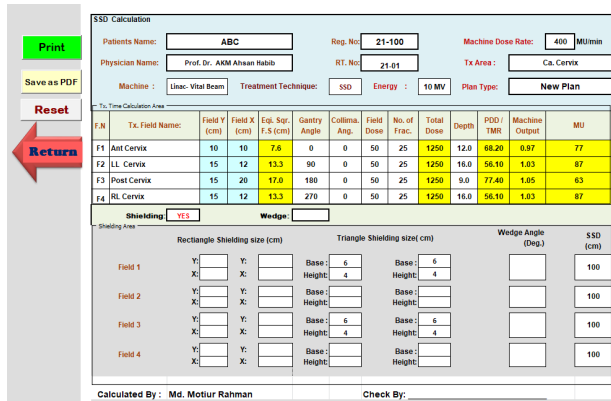 SSD Calculation
Print
Patients Name: ABC Reg. No: 21-100 Machine Dose Rate: 400 MU/min
Physician Name: Prof. Dr. AKM Ahsan Habib RT. No: 21-01 Tx Area : Ca. Cervix
Save as PDF
Machine : Linac- Vital Beam Treatment Technique: SSD Energy : 10 MV Plan Type: New Plan
Reset
Tx. Time Calculation Area
F.N Tx. Field Name: Field Y (cm) Field X (cm) Eqi. Sqr. F.S (cm) Gantry Angle Collima. Ang. Field Dose No. of Frac. Total Dose Depth PDD / TMR Machine Output MU
Return
F1 Ant Cervix 10 10 7.6 0 0 50 25 1250 12.0 68.20 0.97 77
F2 LL Cervix 15 12 13.3 90 0 50 25 1250 16.0 56.10 1.03 87
F3 Post Cervix 15 20 17.0 180 0 50 25 1250 9.0 77.40 1.05 63
F4 RL Cervix 15 12 13.3 270 0 50 25 1250 16.0 56.10 1.03 87
Shielding: YES Wedge:
Shielding Area
Rectiangle Shielding size (cm) Triangle Shielding size( cm) Wedge Angle (Deg.) SSD (cm)
Field 1 Y: Y: Base : 6 Base : 6 100
X: X: Height: 4 Height: 4
Field 2 Y: Y: Base : Base : 100
X: X: Height: Height:
Field 3 Y: Y: Base : 6 Base : 6 100
X: X: Height: 4 Height: 4
Field 4 Y: Y: Base : Base : 100
X: X: Height: Height:
Calculated By : Md. Motiur Rahman Check By: